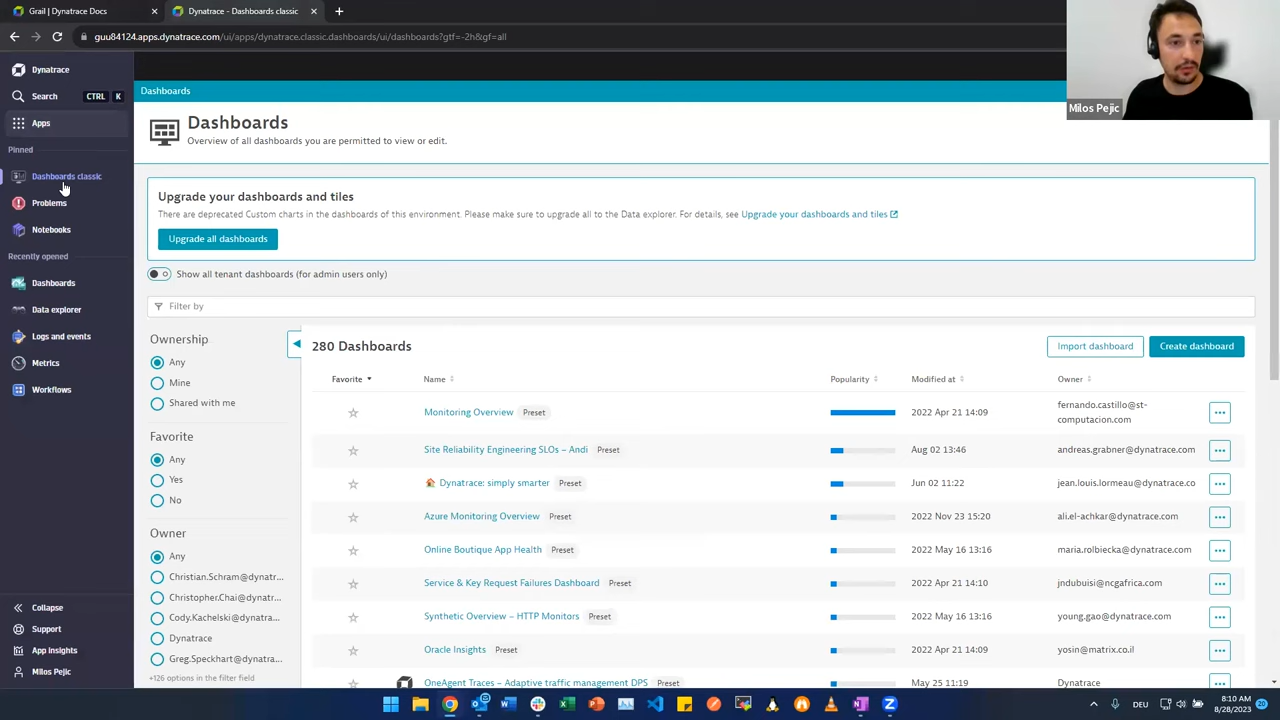 Grail | Dynatrace Docs
Dynatrace - Dashboards classic
guu84124.apps.dynatrace.com/ui/apps/dynatrace.classic.dashboards/ui/dashboards?gtf=-2h&gf=all
Dynatrace
Search CTRL K
Apps
Pinned
Dashboards classic
Problems
Notebooks
Recently opened
Dashboards
Data explorer
Logs and events
Metrics
Workflows
Collapse
Support
App Insights
Milos Pejic
Milos Pejic
Dashboards
Dashboards
Overview of all dashboards you are permitted to view or edit.
Upgrade your dashboards and tiles
There are deprecated Custom charts in the dashboards of this environment. Please make sure to upgrade all to the Data explorer. For details, see Upgrade your dashboards and tiles
Upgrade all dashboards
Show all tenant dashboards (for admin users only)
Filter by
Ownership
Any
Mine
Shared with me
Favorite
Any
Yes
No
Owner
Any
Christian.Schram@dynatr...
Christopher.Chai@dynatr...
Cody.Kachelski@dynatra...
Dynatrace
Greg.Speckhart@dynatra...
+126 options in the filter field
280 Dashboards
Import dashboard
Create dashboard
Favorite Name Popularity Modified at Owner
Monitoring Overview Preset 2022 Apr 21 14:09 fernando.castillo@st-
computacion.com
Site Reliability Engineering SLOs – Andi Preset Aug 02 13:46 andreas.grabner@dynatrace.com
Dynatrace: simply smarter Preset Jun 02 11:22 jean.louis.lormeau@dynatrace.co
Azure Monitoring Overview Preset 2022 Nov 23 15:20 ali.el-achkar@dynatrace.com
Online Boutique App Health Preset 2022 May 16 13:16 maria.rolbiecka@dynatrace.com
Service & Key Request Failures Dashboard Preset 2022 Apr 21 14:10 jndubuisi@ncgafrica.com
Synthetic Overview – HTTP Monitors Preset 2022 May 16 13:16 young.gao@dynatrace.com
Oracle Insights Preset 2022 Apr 21 14:09 yosin@matrix.co.il
OneAgent Traces – Adaptive traffic management DPS Preset May 25 11:19 Dynatrace
8:10 AM
8/28/2023
20